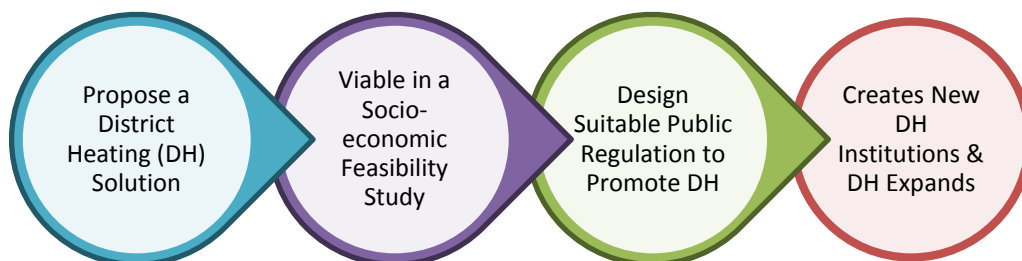 Propose a
District
Heating (DH)
Solution
Viable in a
Socio-
economic
Feasibility
Study
Design
Suitable Public
Regulation to
Promote DH
Creates New
DH
Institutions &
DH Expands